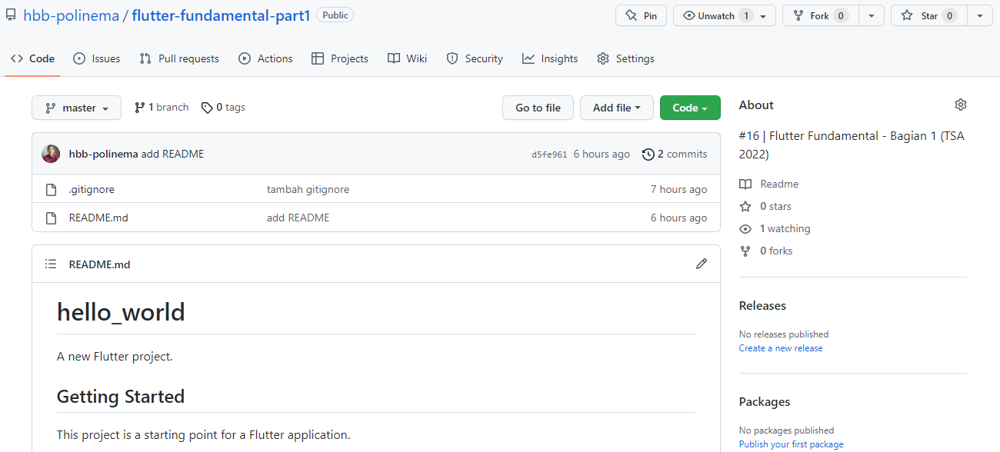 hbb-polinema / flutter-fundamental-part1 Public
Pin Unwatch 1 Fork 0 Star 0
Code Issues Pull requests Actions Projects Wiki Security Insights Settings
master 1 branch 0 tags Go to file Add file Code
hbb-polinema add README d5fe961 6 hours ago 2 commits
.gitignore tambah gitignore 7 hours ago
README.md add README 6 hours ago
README.md
hello_world
A new Flutter project.
Getting Started
This project is a starting point for a Flutter application.
About
#16 | Flutter Fundamental - Bagian 1 (TSA
2022)
Readme
0 stars
1 watching
0 forks
Releases
No releases published
Create a new release
Packages
No packages published
Publish your first package